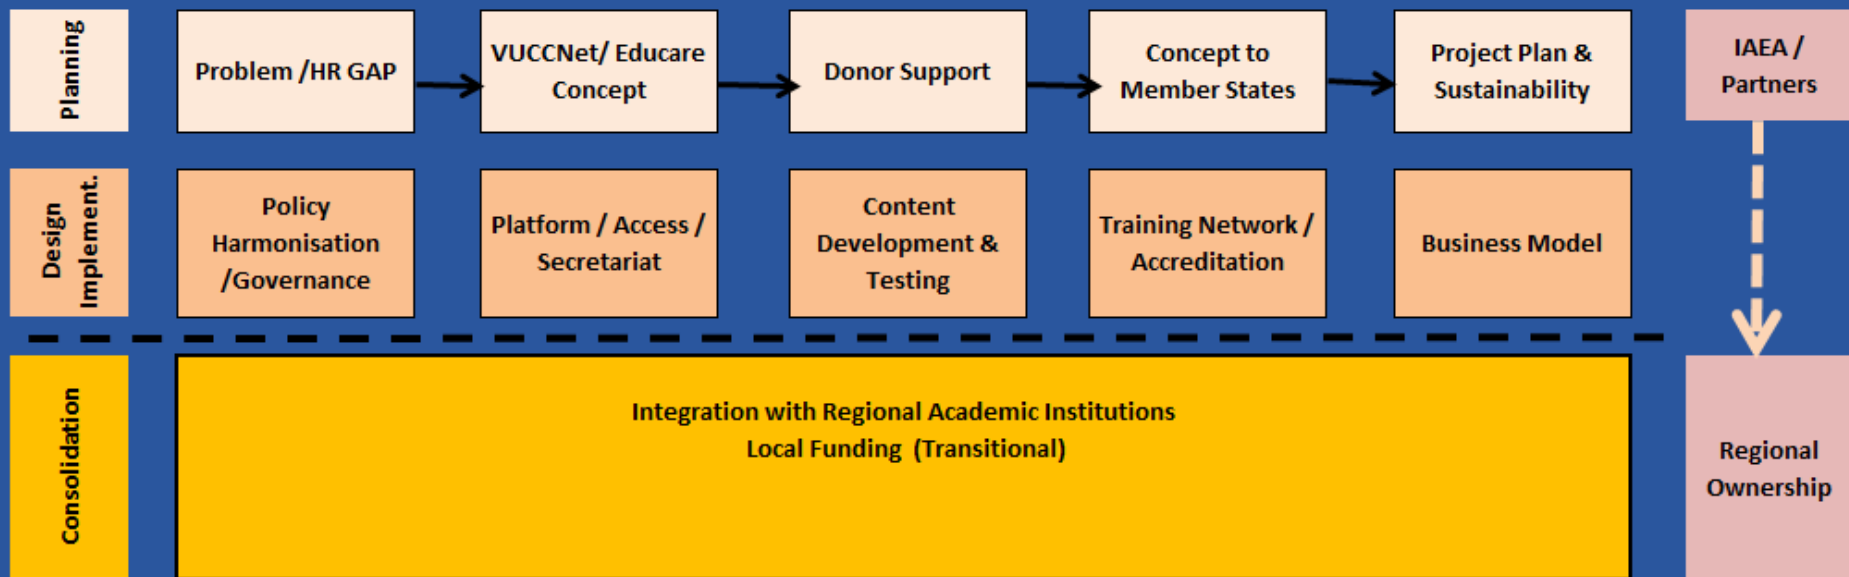 Planning
Problem /HR GAP
VUCCNet/ Educare
Concept
Donor Support
Concept to
Member States
Project Plan &
Sustainability
IAEA /
Partners
Design
Implement.
Policy
Harmonisation
/Governance
Platform / Access /
Secretariat
Content
Development &
Testing
Training Network /
Accreditation
Business Model
Consolidation
Integration with Regional Academic Institutions
Local Funding (Transitional)
Regional
Ownership